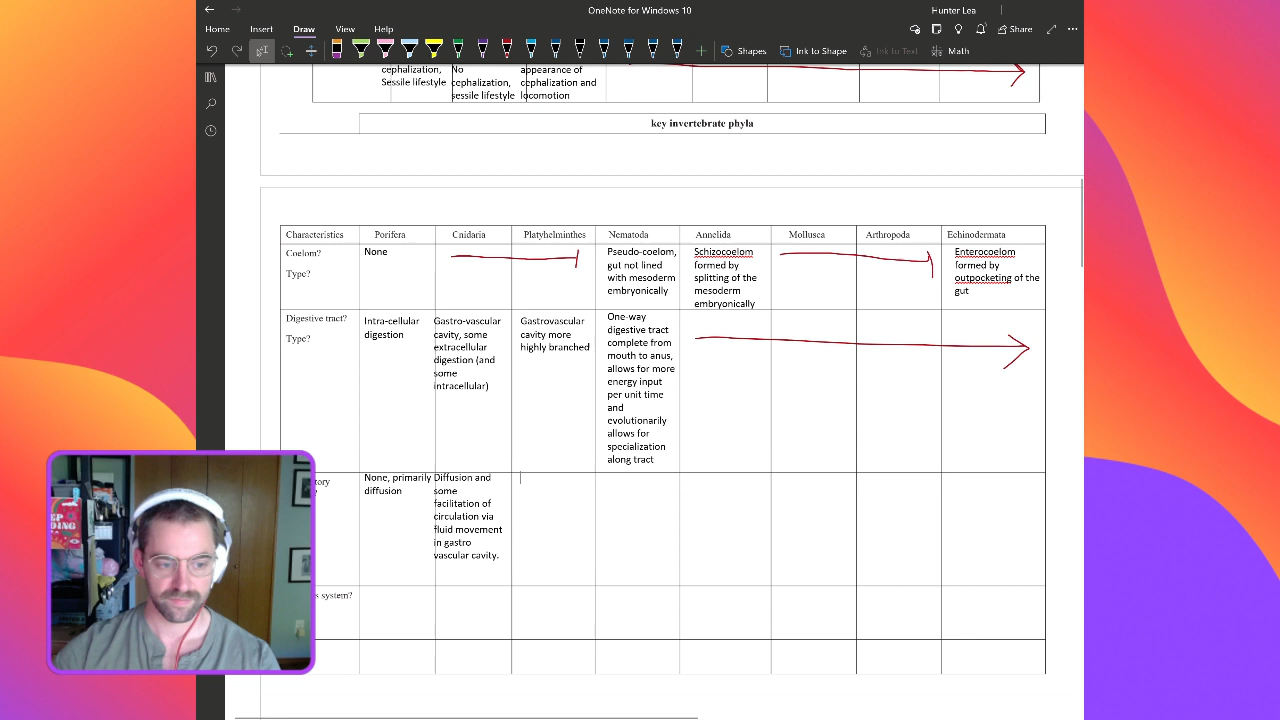 OneNote for Windows 10
Hunter Lea
Home Insert Draw View Help
Share
Shapes Ink to Shape Ink to Text Math
cephalization,
Sessile lifestyle
No
cephalization,
sessile lifestyle
appearance of
cephalization and
locomotion
key invertebrate phyla
Characteristics Porifera Cnidaria Platyhelminthes Nematoda Annelida Mollusca Arthropoda Echinodermata
Coelom?
Type?
None
Pseudo-coelom,
gut not lined
with mesoderm
embryonically
Schizocoelom
formed by
splitting of the
mesoderm
embryonically
Enterocoelom
formed by
outpocketing of the
gut
Digestive tract?
Type?
Intra-cellular
digestion
Gastro-vascular
cavity, some
extracellular
digestion (and
some
intracellular)
Gastrovascular
cavity more
highly branched
One-way
digestive tract
complete from
mouth to anus,
allows for more
energy input
per unit time
and
evolutionarily
allows for
specialization
along tract
tory
None, primarily
diffusion
Diffusion and
some
facilitation of
circulation via
fluid movement
in gastro
vascular cavity.
s system?